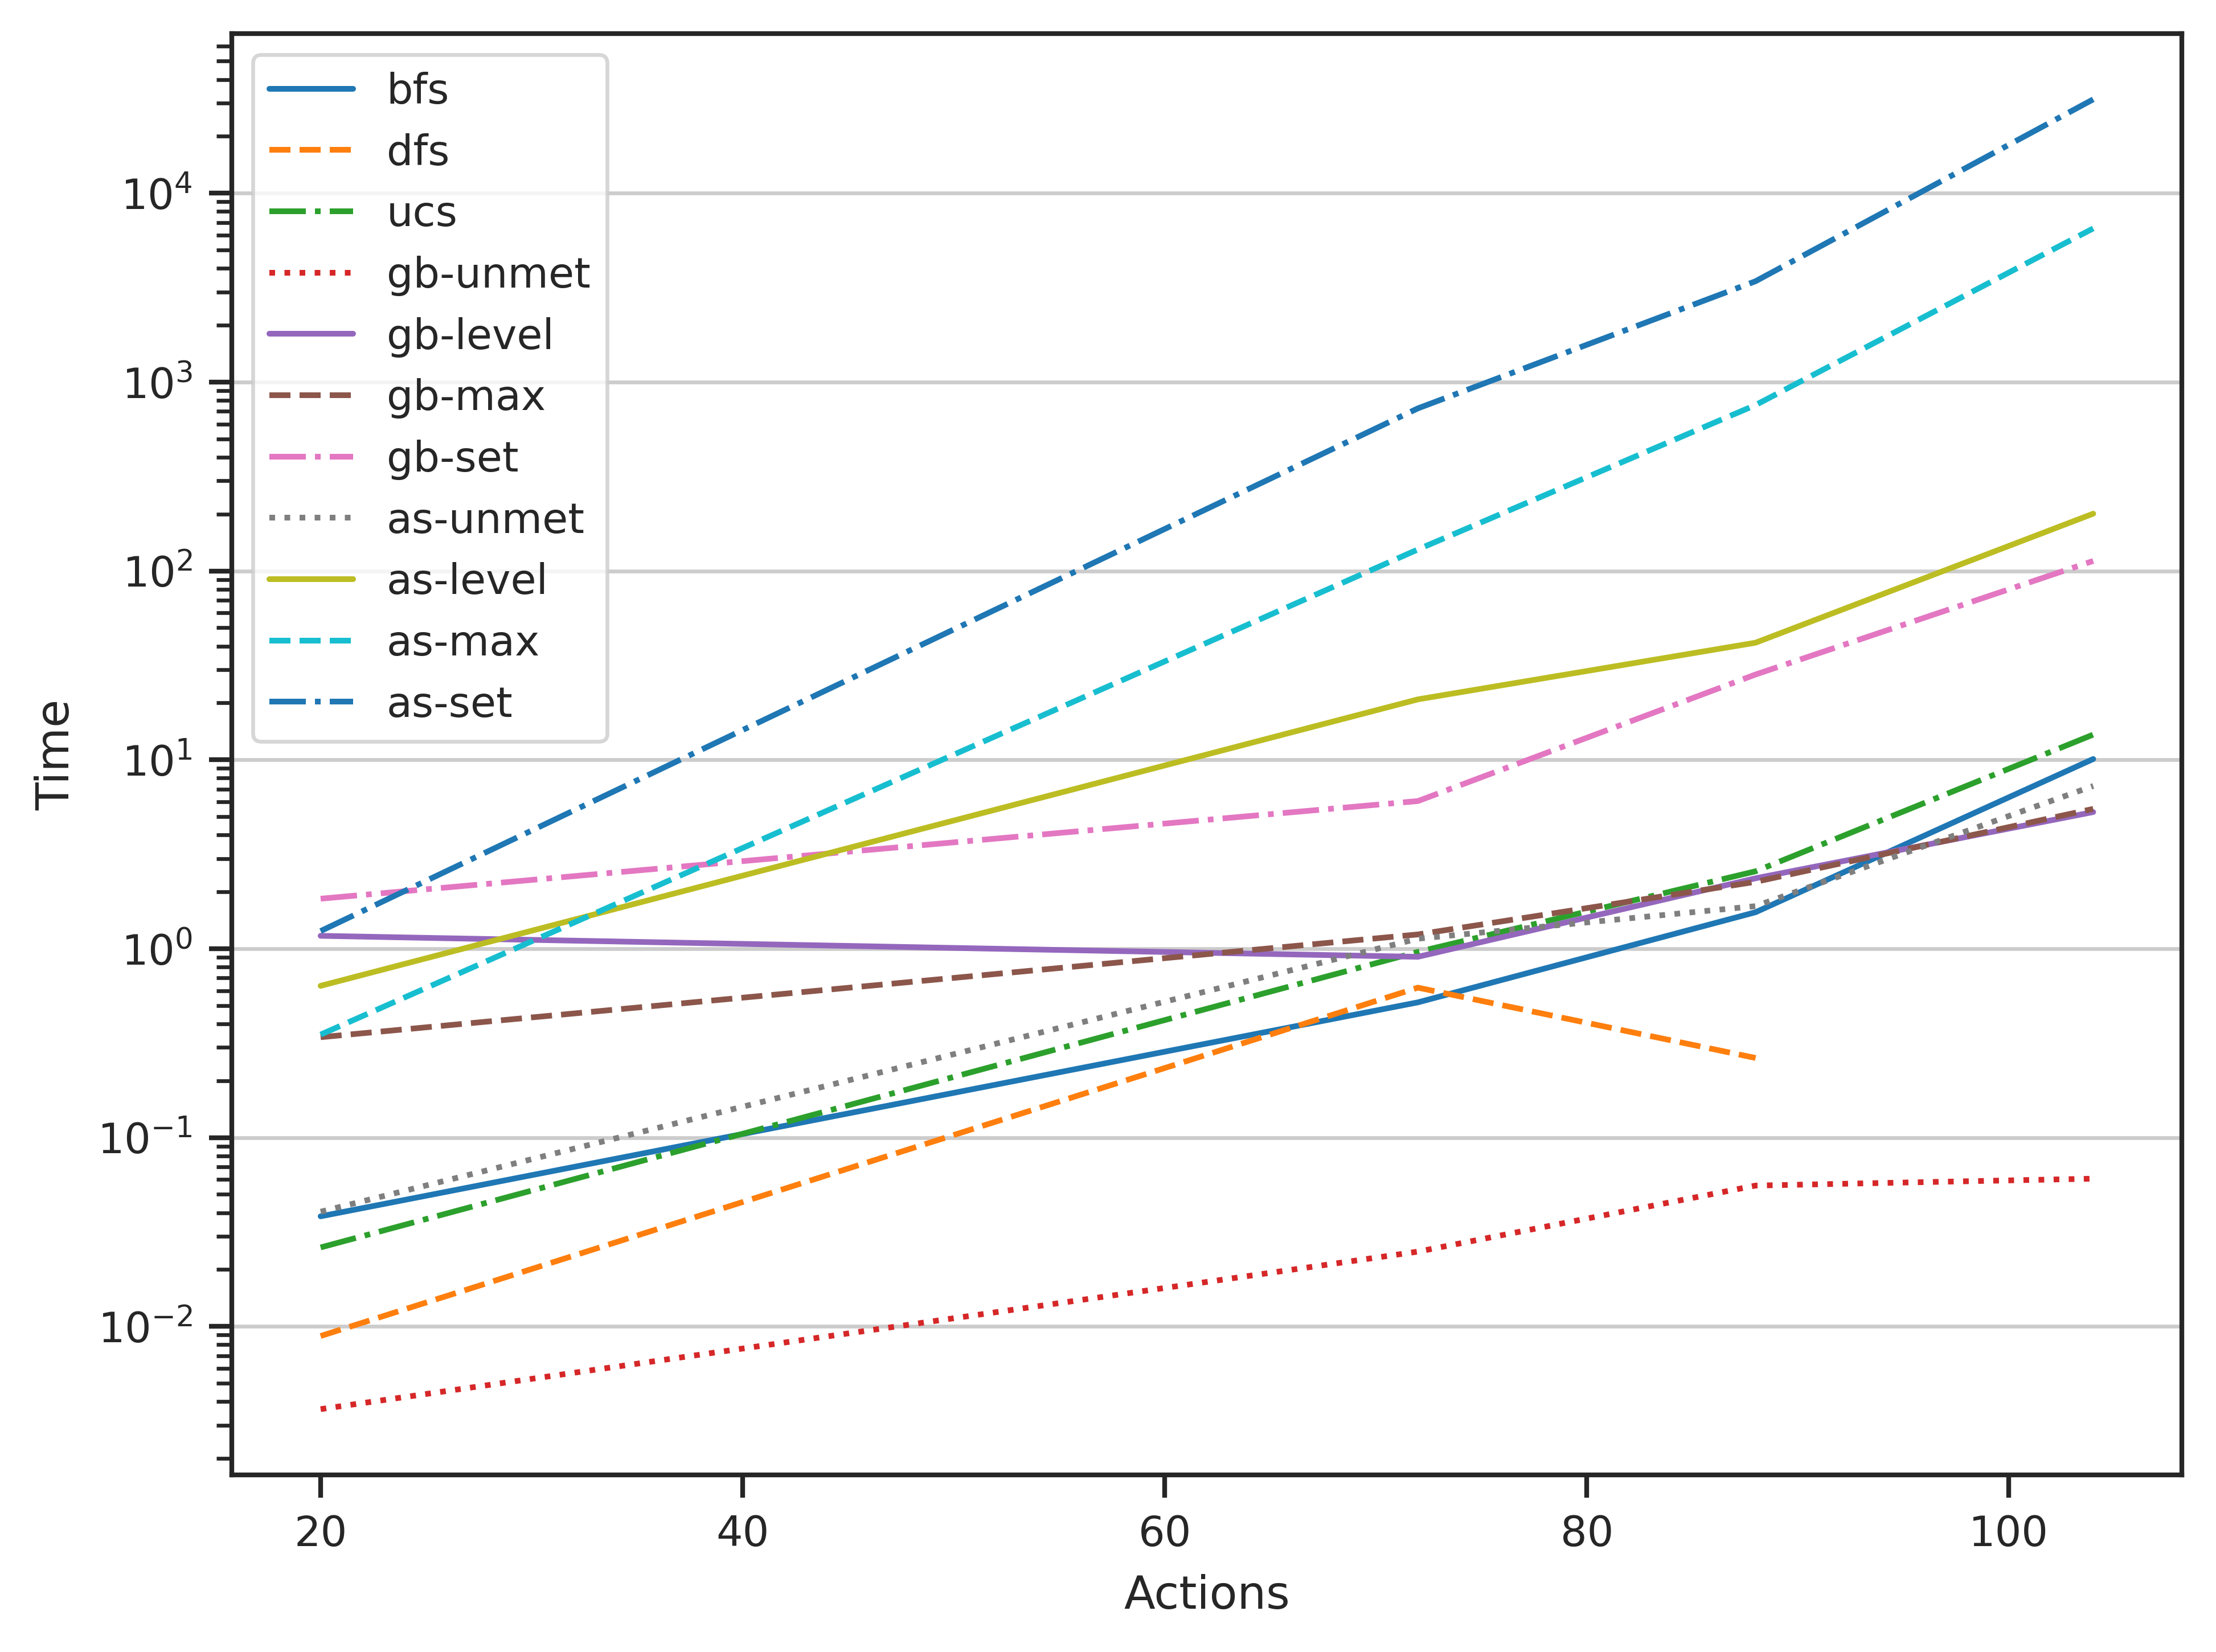 bfs
dfs
ucs
gb-unmet
gb-level
gb-max
gb-set
as-unmet
as-level
as-max
as-set
10⁴
10³
10²
10¹
10⁰
10⁻¹
10⁻²
Time
20 40 60 80 100
Actions